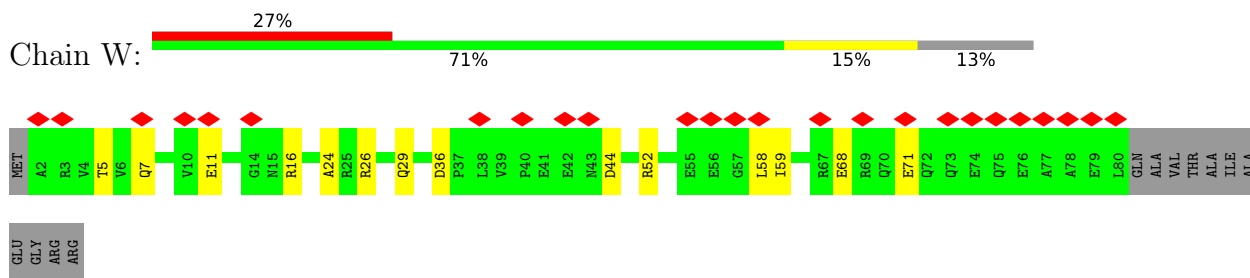 27%
Chain W:
71% 15% 13%
MET A2 R3 V4 T5 V6 Q7 V10 E11 G14 N15 R16 A24 R25 R26 Q29 D36 P37 L38 V39 P40 E41 E42 N43 D44 R52 E55 E56 G57 L58 I59 R67 E68 R69 Q70 E71 Q72 Q73 E74 Q75 E76 A77 A78 E79 L80 GLN ALA VAL THR ALA ILE ALA
GLU GLY ARG ARG